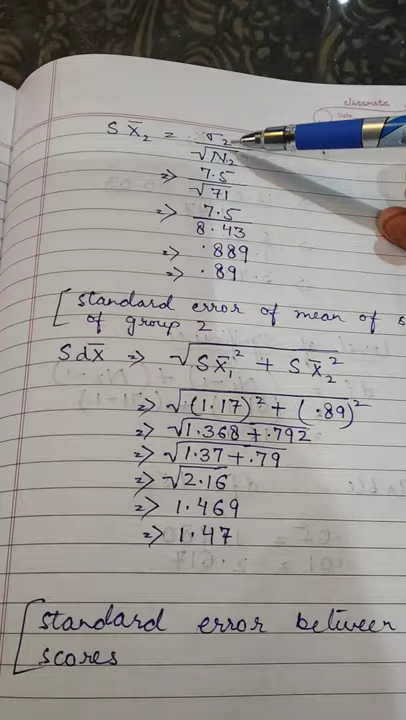 classmate
Date
S X̄₂ = σ₂
√N₂
=> 7.5
√71
=> 7.5
8.43
=> .889
=> .89
[standard error of mean of s
of group 2
Sdx̄ => √SX̄₁² + SX̄₂²
=> √(1.17)² + (.89)²
=> √1.368 + .792
=> √1.37 + .79
=> √2.16
=> 1.469
=> 1.47
[standard error between
scores